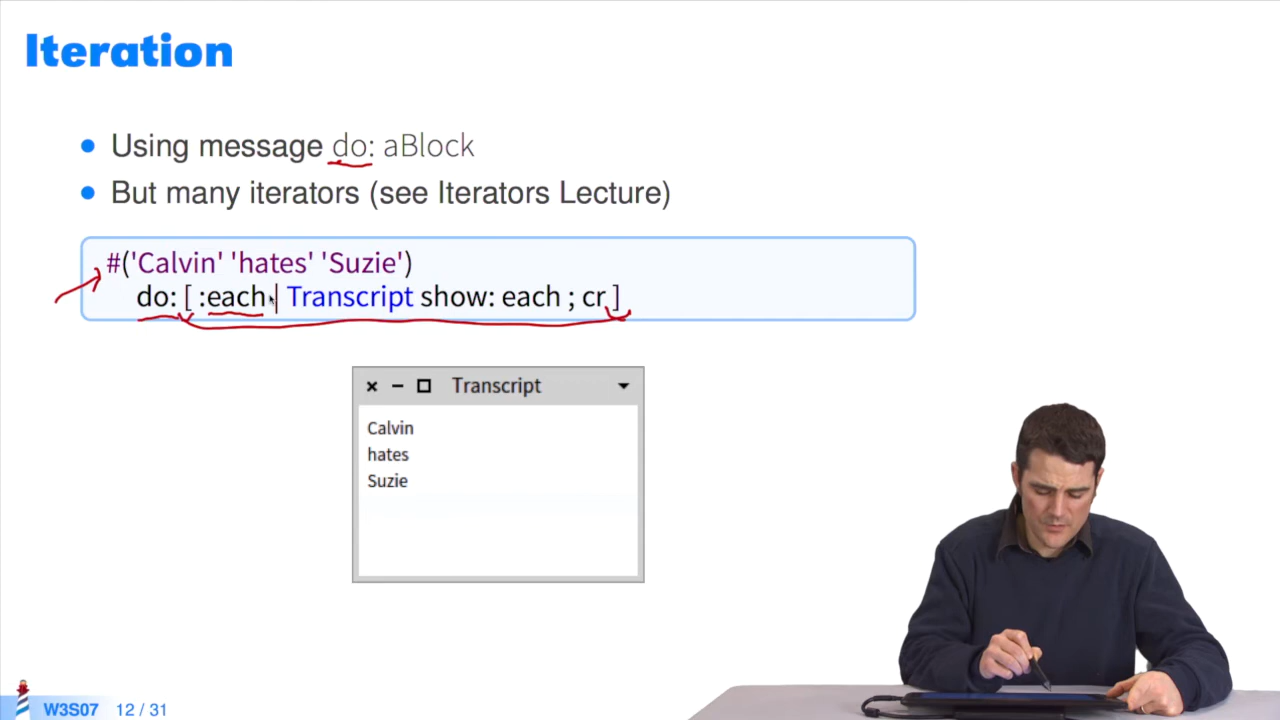 Iteration
Using message do: aBlock
But many iterators (see Iterators Lecture)
#('Calvin' 'hates' 'Suzie')
do: [ :each | Transcript show: each ; cr ]
Transcript
Calvin
hates
Suzie
W3S07 12 / 31